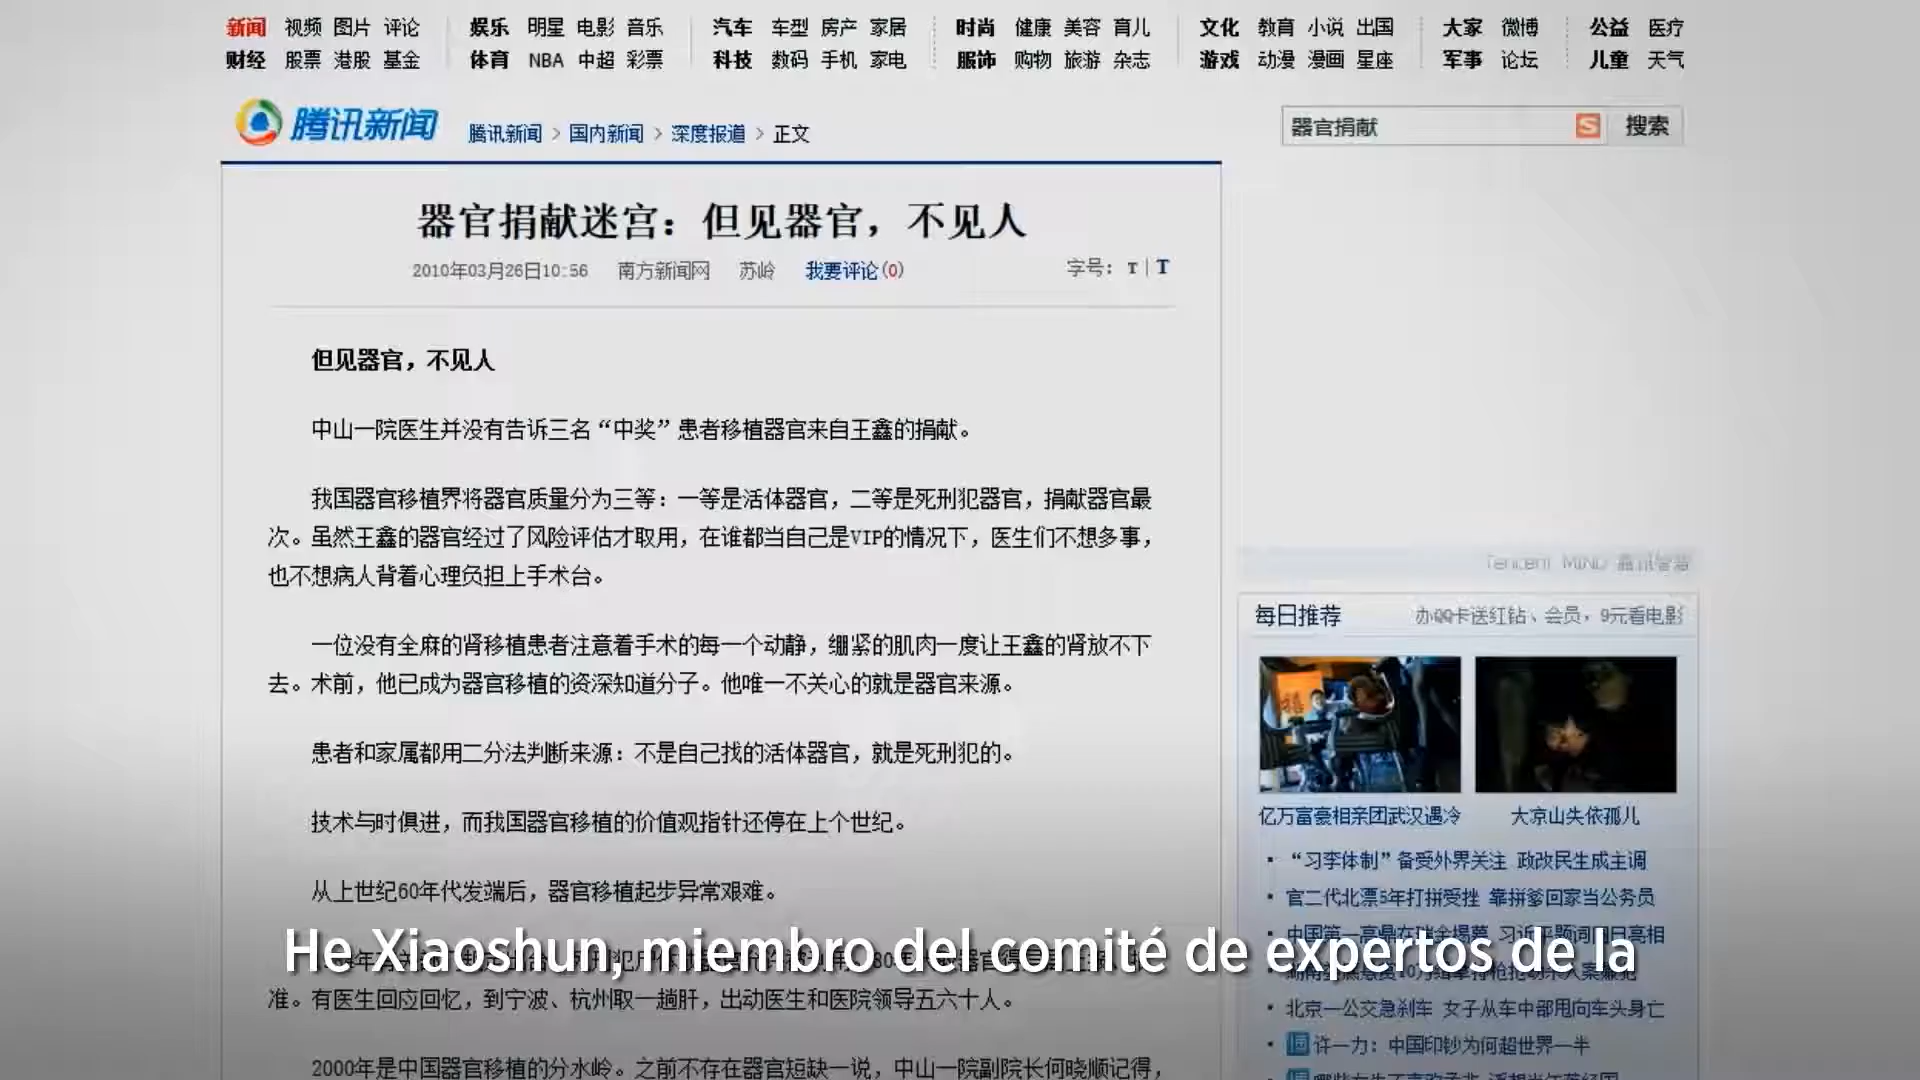 新闻 视频 图片 评论 娱乐 明星 电影 音乐 汽车 车型 房产 家居 时尚 健康 美容 育儿 文化 教育 小说 出国 大家 微博 公益 医疗
财经 股票 港股 基金 体育 NBA 中超 彩票 科技 数码 手机 家电 服饰 购物 旅游 杂志 游戏 动漫 漫画 星座 军事 论坛 儿童 天气
腾讯新闻 腾讯新闻 > 国内新闻 > 深度报道 > 正文 器官捐献 S 搜索
器官捐献迷宫：但见器官，不见人
2010年03月26日10:56 南方新闻网 苏岭 我要评论(0) 字号： T | T
但见器官，不见人
中山一院医生并没有告诉三名“中奖”患者移植器官来自王鑫的捐献。
我国器官移植界将器官质量分为三等：一等是活体器官，二等是死刑犯器官，捐献器官最
次。虽然王鑫的器官经过了风险评估才取用，在谁都当自己是VIP的情况下，医生们不想多事，
也不想病人背着心理负担上手术台。
一位没有全麻的肾移植患者注意着手术的每一个动静，绷紧的肌肉一度让王鑫的肾放不下
去。术前，他已成为器官移植的资深知道分子。他唯一不关心的就是器官来源。
患者和家属都用二分法判断来源：不是自己找的活体器官，就是死刑犯的。
技术与时俱进，而我国器官移植的价值观指针还停在上个世纪。
从上世纪60年代发端后，器官移植起步异常艰难。
准。有医生回应回忆，到宁波、杭州取一趟肝，出动医生和医院领导五六十人。
2000年是中国器官移植的分水岭。之前不存在器官短缺一说，中山一院副院长何晓顺记得，
Tencent MIND 腾讯智慧
每日推荐 办QQ卡送红钻、会员，9元看电影
亿万富豪相亲团武汉遇冷 大京山失依孤儿
“习李体制”备受外界关注 政改民生成主调
官二代北漂5年打拼受挫 靠拼爹回家当公务员
北京一公交急刹车 女子从车中部甩向车头身亡
许一力：中国印钞为何超世界一半
He Xiaoshun, miembro del comité de expertos de la